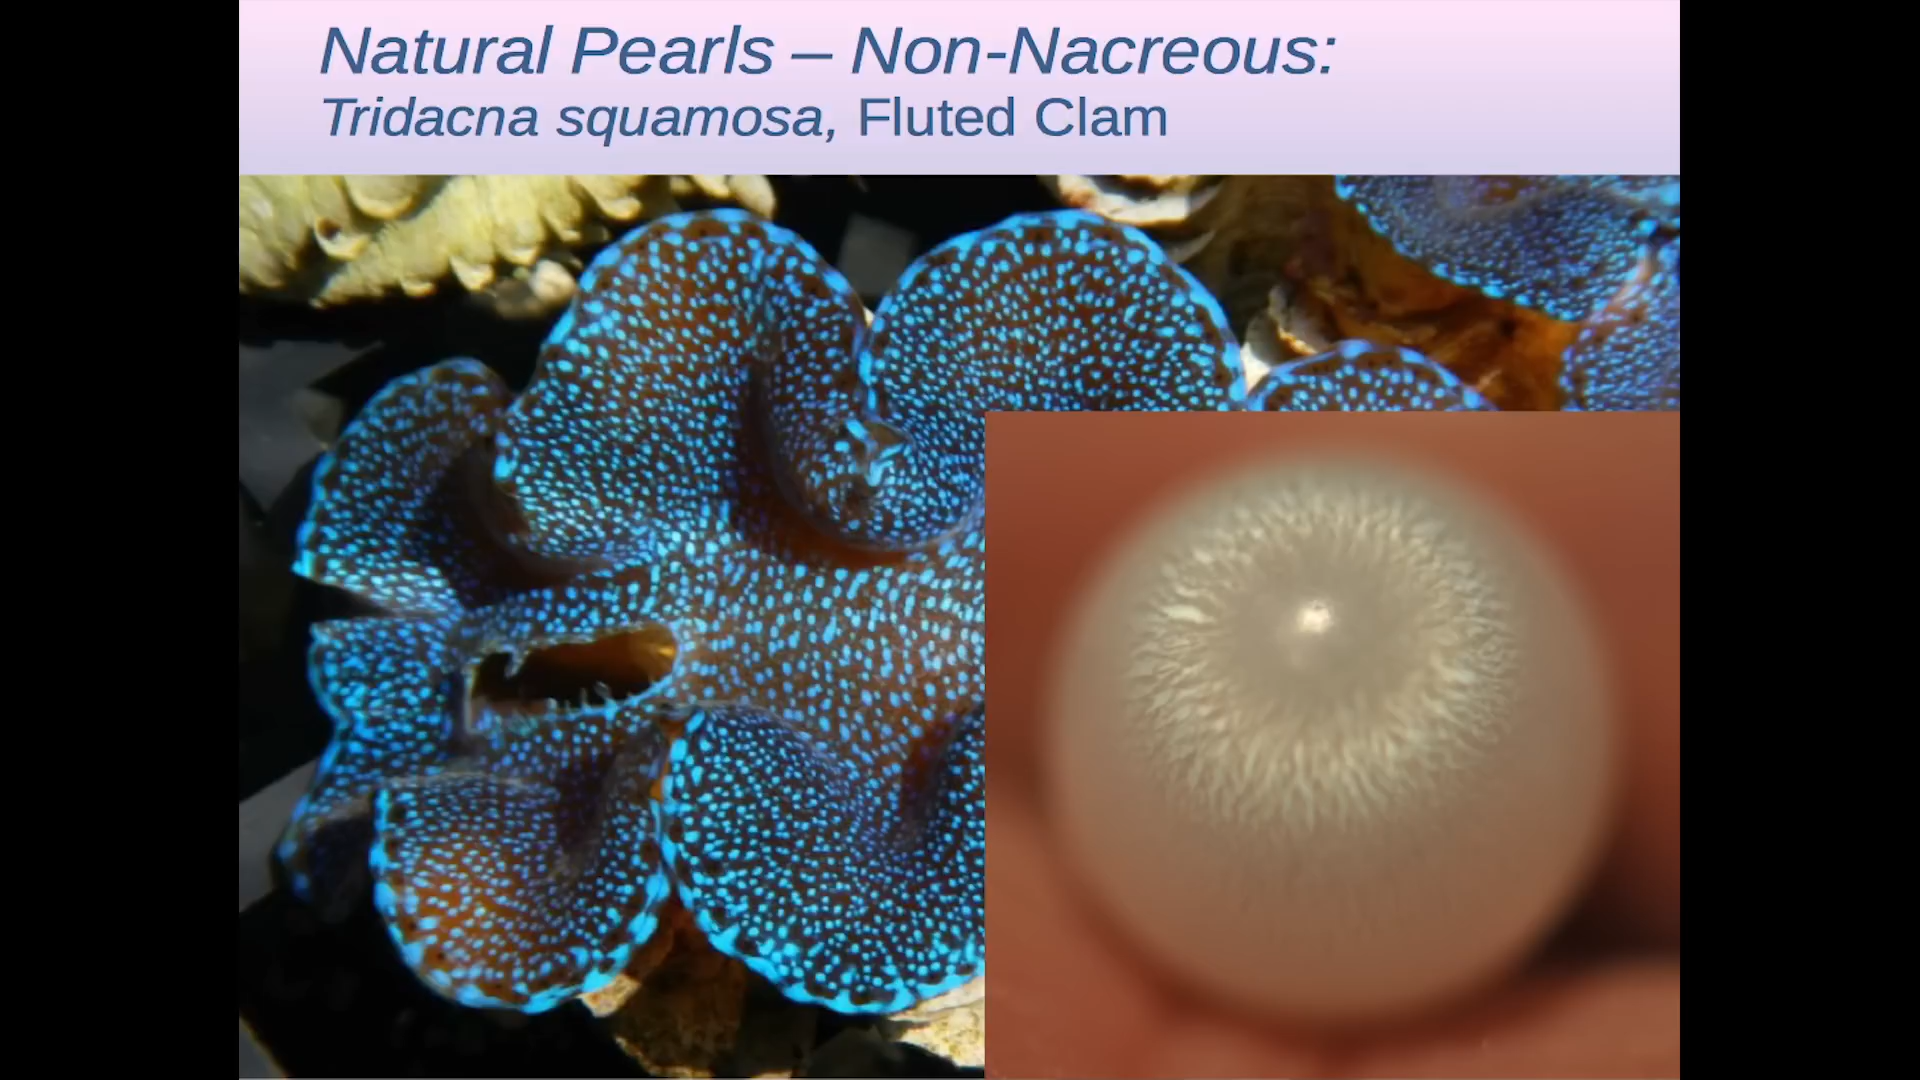 Natural Pearls – Non-Nacreous:
Tridacna squamosa, Fluted Clam